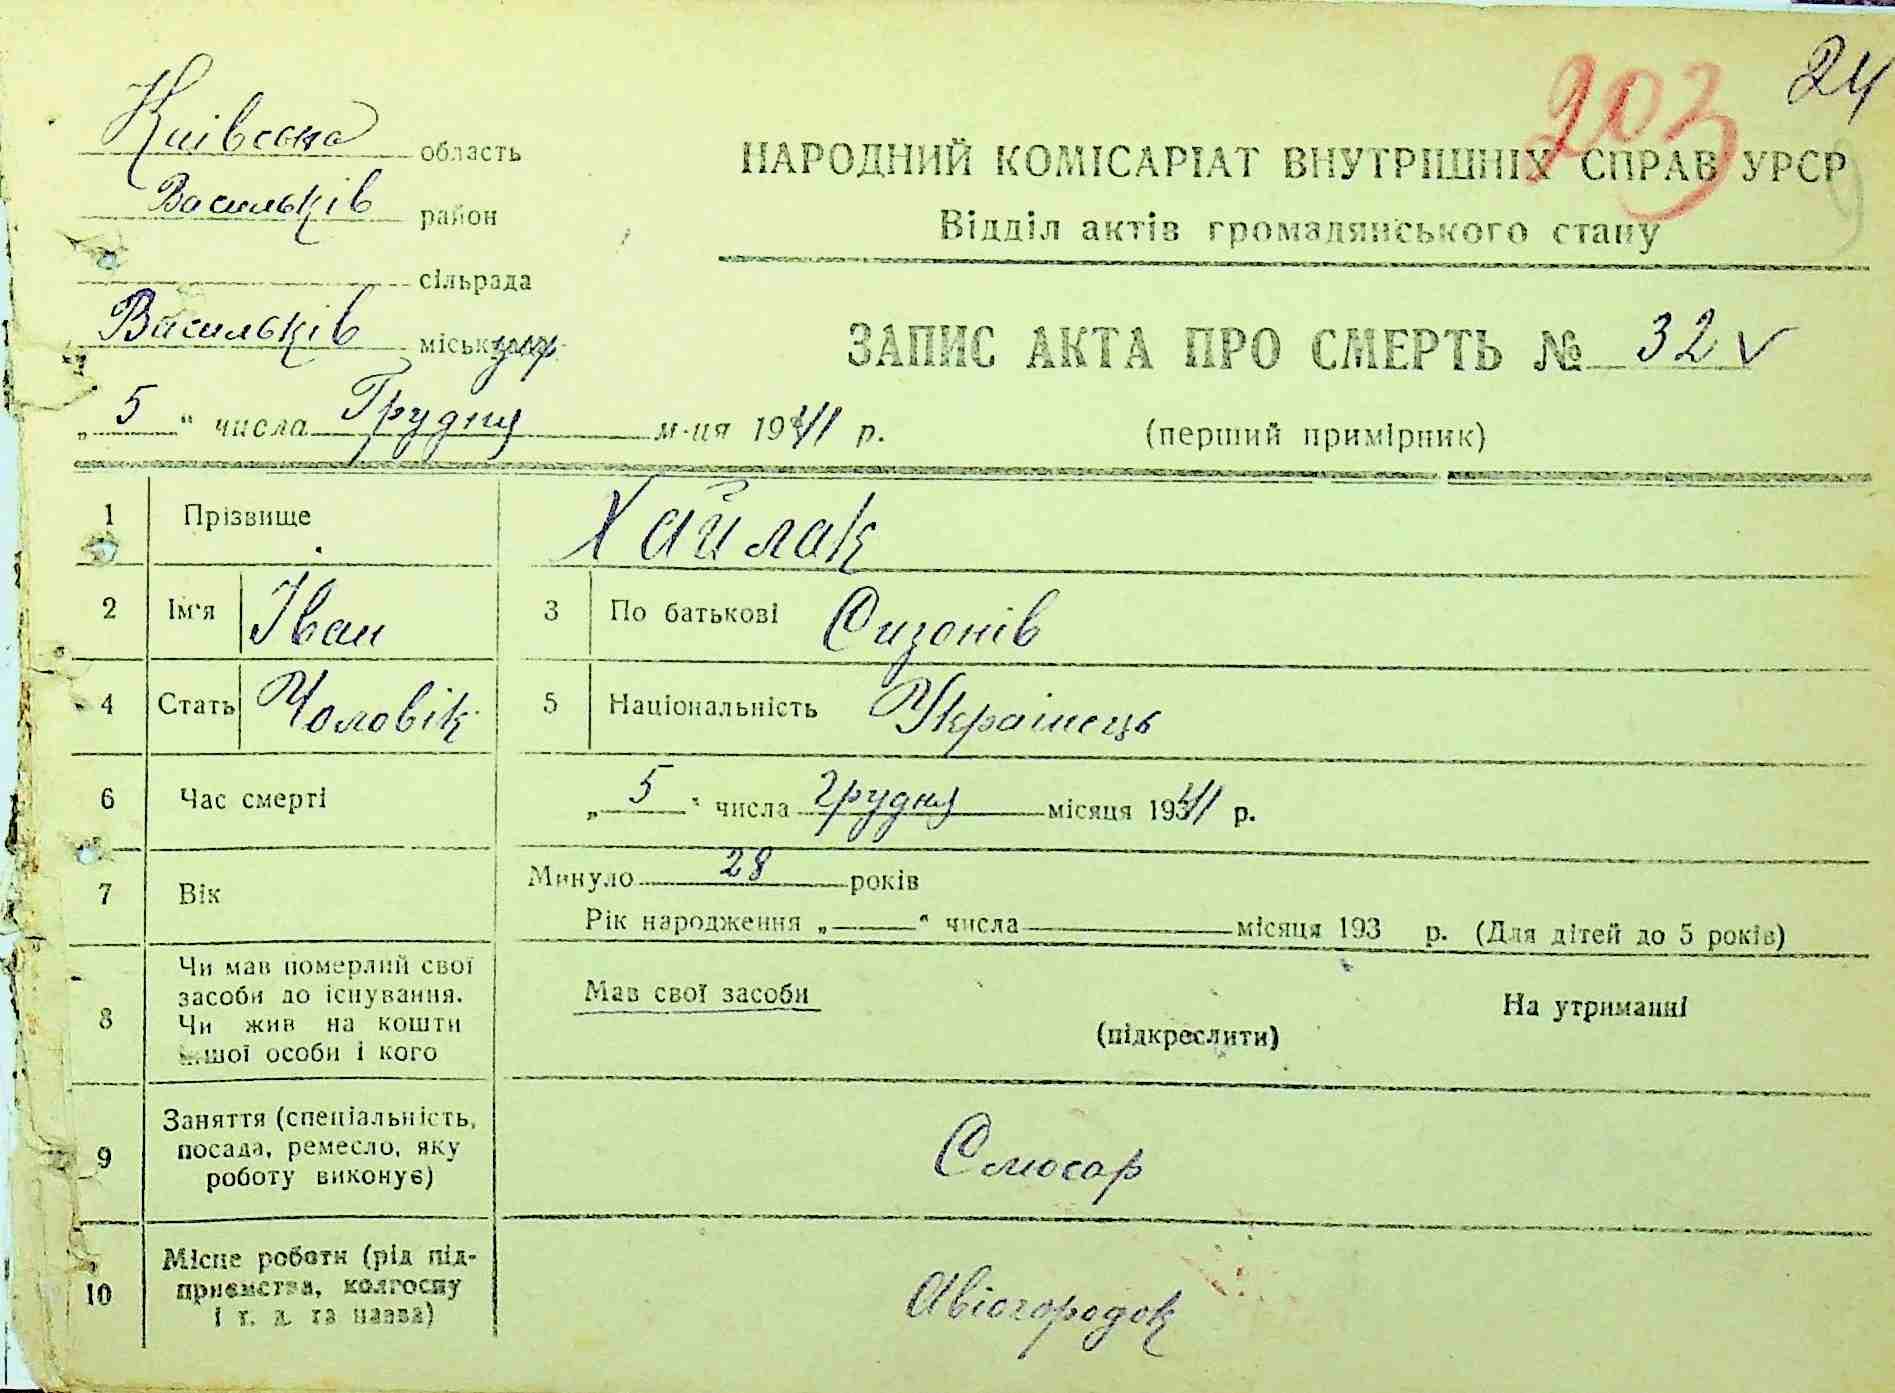 24
203
Київська область
Васильків район
сільрада
Васильків міськ
„ 5 “ числа Грудня м-ця 1941 р.
НАРОДНИЙ КОМІСАРІАТ ВНУТРІШНІХ СПРАВ УРСР
Відділ актів громадянського стану
ЗАПИС АКТА ПРО СМЕРТЬ № 32 v
(перший примірник)
1 Прізвище Хайлак
2 Ім'я Іван 3 По батькові Сизонів
4 Стать Чоловік 5 Національність Українець
6 Час смерті „ 5 “ числа грудня місяця 1941 р.
7 Вік Минуло 28 років
Рік народження „ “ числа місяця 193 р. (Для дітей до 5 років)
8 Чи мав померлий свої
засоби до існування.
Чи жив на кошти
іншої особи і кого
Мав свої засоби (підкреслити) На утриманні
9 Заняття (спеціальність,
посада, ремесло, яку
роботу виконує)
Слюсар
10 Місце роботи (рід під-
приємства, колгоспу
і т. д. та назва)
Авіогородок